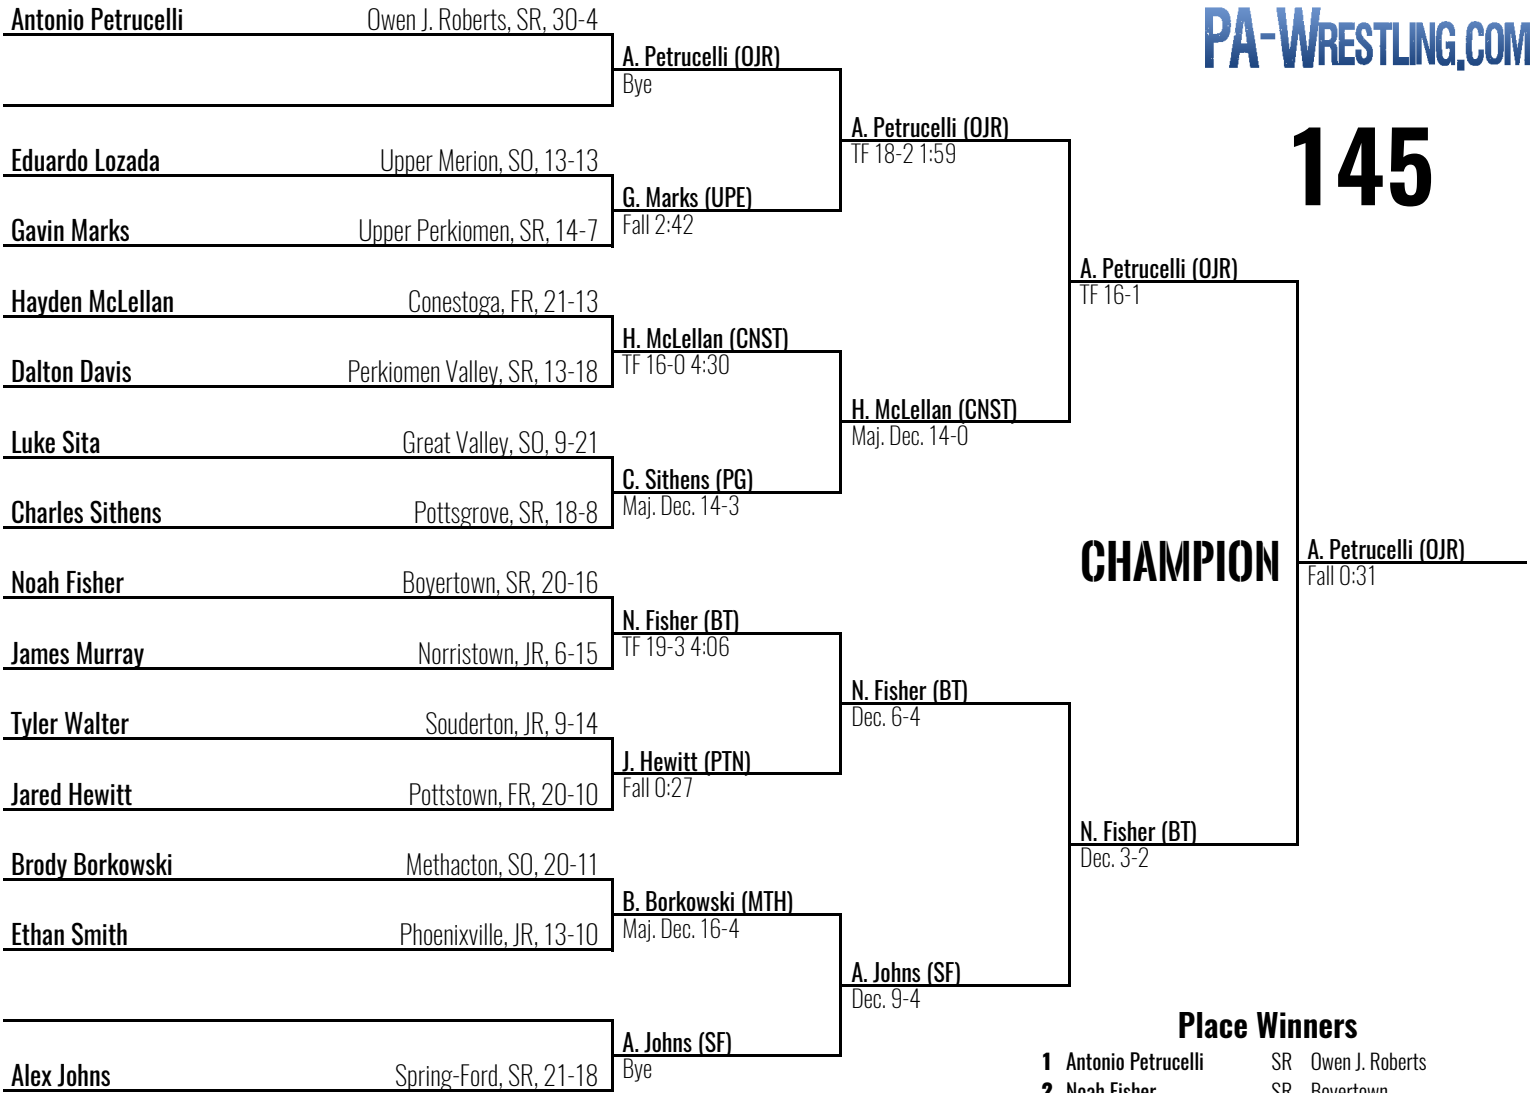 Antonio Petrucelli Owen J. Roberts, SR, 30-4
PA-WRESTLING.COM
A. Petrucelli (OJR)
Bye
A. Petrucelli (OJR)
TF 18-2 1:59
145
Eduardo Lozada Upper Merion, SO, 13-13
G. Marks (UPE)
Fall 2:42
Gavin Marks Upper Perkiomen, SR, 14-7
A. Petrucelli (OJR)
TF 16-1
Hayden McLellan Conestoga, FR, 21-13
H. McLellan (CNST)
TF 16-0 4:30
Dalton Davis Perkiomen Valley, SR, 13-18
H. McLellan (CNST)
Maj. Dec. 14-0
Luke Sita Great Valley, SO, 9-21
C. Sithens (PG)
Maj. Dec. 14-3
Charles Sithens Pottsgrove, SR, 18-8
CHAMPION
A. Petrucelli (OJR)
Fall 0:31
Noah Fisher Boyertown, SR, 20-16
N. Fisher (BT)
TF 19-3 4:06
James Murray Norristown, JR, 6-15
N. Fisher (BT)
Dec. 6-4
Tyler Walter Souderton, JR, 9-14
J. Hewitt (PTN)
Fall 0:27
Jared Hewitt Pottstown, FR, 20-10
N. Fisher (BT)
Dec. 3-2
Brody Borkowski Methacton, SO, 20-11
B. Borkowski (MTH)
Maj. Dec. 16-4
Ethan Smith Phoenixville, JR, 13-10
A. Johns (SF)
Dec. 9-4
A. Johns (SF)
Bye
Alex Johns Spring-Ford, SR, 21-18
Place Winners
1 Antonio Petrucelli SR Owen J. Roberts
2 Noah Fisher SR Boyertown